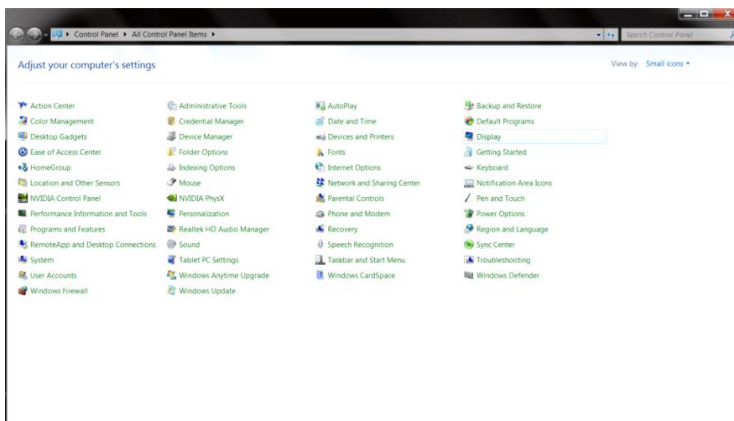 Control Panel ▸ All Control Panel Items ▸ Search Control Panel
Adjust your computer's settings View by: Small icons
Action Center Administrative Tools AutoPlay Backup and Restore
Color Management Credential Manager Date and Time Default Programs
Desktop Gadgets Device Manager Devices and Printers Display
Ease of Access Center Folder Options Fonts Getting Started
HomeGroup Indexing Options Internet Options Keyboard
Location and Other Sensors Mouse Network and Sharing Center Notification Area Icons
NVIDIA Control Panel NVIDIA PhysX Parental Controls Pen and Touch
Performance Information and Tools Personalization Phone and Modem Power Options
Programs and Features Realtek HD Audio Manager Recovery Region and Language
RemoteApp and Desktop Connections Sound Speech Recognition Sync Center
System Tablet PC Settings Taskbar and Start Menu Troubleshooting
User Accounts Windows Anytime Upgrade Windows CardSpace Windows Defender
Windows Firewall Windows Update